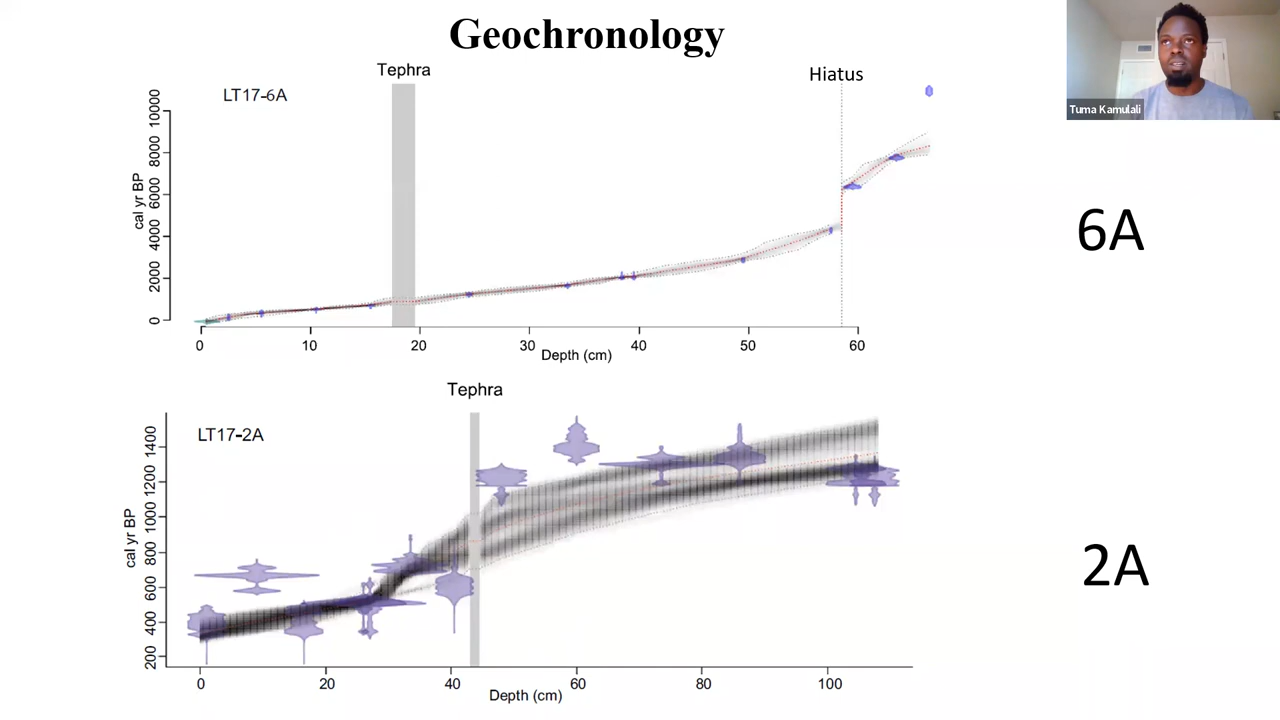 Geochronology
Tephra
Hiatus
LT17-6A
cal yr BP
0 2000 4000 6000 8000 10000
0 10 20 30 40 50 60
Depth (cm)
6A
Tephra
LT17-2A
cal yr BP
200 400 600 800 1000 1200 1400
0 20 40 60 80 100
Depth (cm)
2A
Tuma Kamulali